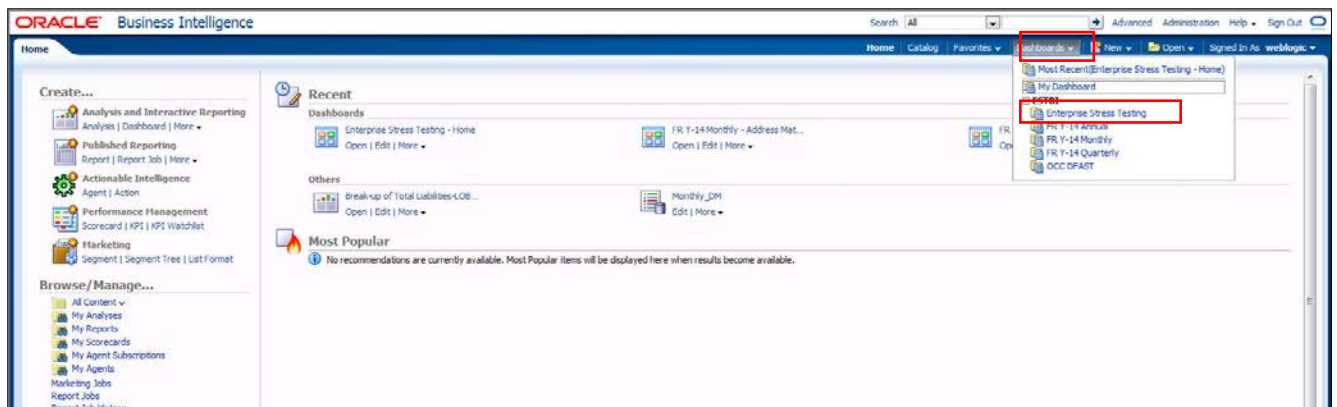 ORACLE Business Intelligence
Search All Advanced Administration Help Sign Out
Home
Home Catalog Favorites Dashboards New Open Signed In As weblogic
Most Recent(Enterprise Stress Testing - Home)
My Dashboard
Enterprise Stress Testing
FR Y-14 Annual
FR Y-14 Monthly
FR Y-14 Quarterly
OCC DFAST
Create...
Analysis and Interactive Reporting
Analysis | Dashboard | More
Published Reporting
Report | Report Job | More
Actionable Intelligence
Agent | Action
Performance Management
Scorecard | KPI | KPI Watchlist
Marketing
Segment | Segment Tree | List Format
Browse/Manage...
All Content
My Analyses
My Reports
My Scorecards
My Agent Subscriptions
My Agents
Marketing Jobs
Report Jobs
Report Job History
Recent
Dashboards
Enterprise Stress Testing - Home
Open | Edit | More
FR Y-14 Monthly - Address Mat...
Open | Edit | More
FR
Others
Break-up of Total Liabilities-LOB...
Open | Edit | More
Monthly_DM
Edit | More
Most Popular
No recommendations are currently available. Most Popular items will be displayed here when results become available.